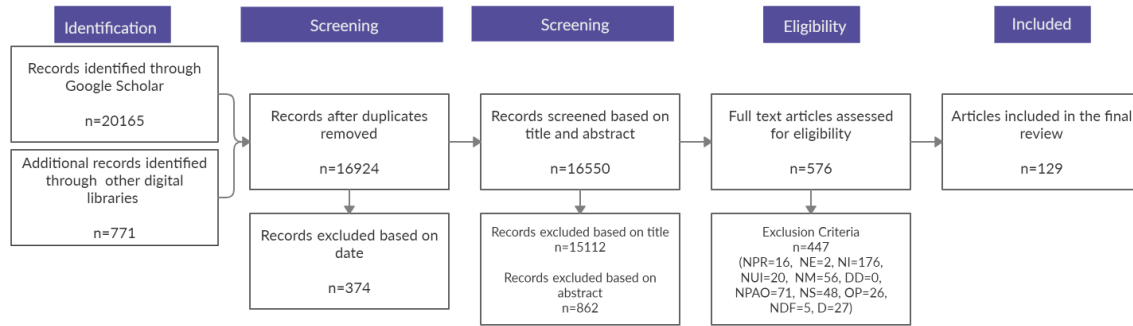 Identification
Records identified through
Google Scholar
n=20165
Additional records identified
through other digital
libraries
n=771
Screening
Records after duplicates
removed
n=16924
Records excluded based on
date
n=374
Screening
Records screened based on
title and abstract
n=16550
Records excluded based on title
n=15112
Records excluded based on
abstract
n=862
Eligibility
Full text articles assessed
for eligibility
n=576
Exclusion Criteria
n=447
(NPR=16, NE=2, NI=176,
NUI=20, NM=56, DD=0,
NPAO=71, NS=48, OP=26,
NDF=5, D=27)
Included
Articles included in the final
review
n=129